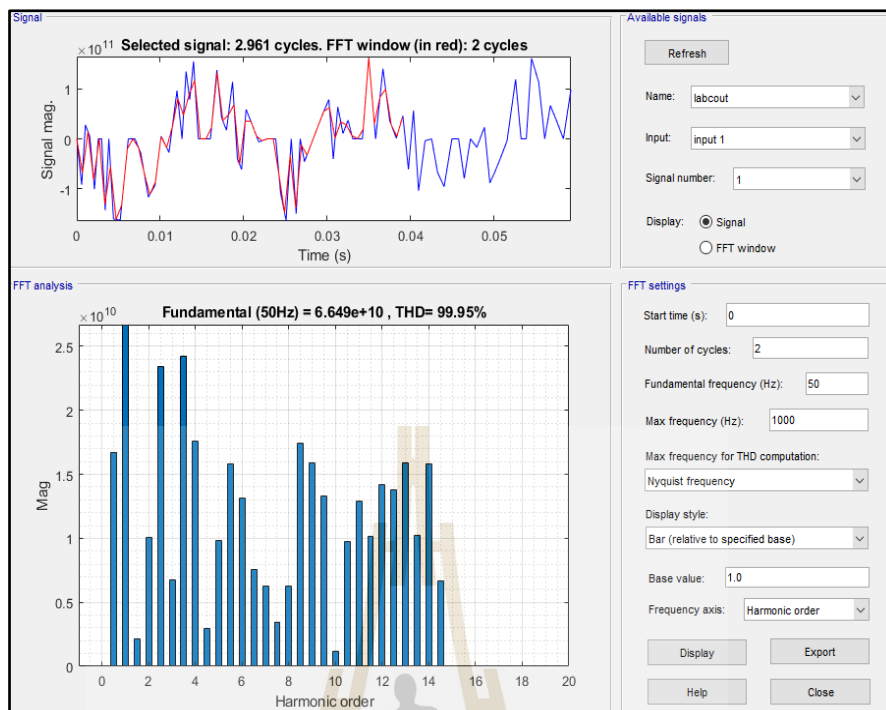 Signal
Selected signal: 2.961 cycles. FFT window (in red): 2 cycles
×10¹¹
1
0
-1
Signal mag.
0 0.01 0.02 0.03 0.04 0.05
Time (s)
Available signals
Refresh
Name: labcout
Input: input 1
Signal number: 1
Display: Signal
FFT window
FFT analysis
Fundamental (50Hz) = 6.649e+10 , THD= 99.95%
×10¹⁰
2.5
2
1.5
1
0.5
0
Mag
0 2 4 6 8 10 12 14 16 18 20
Harmonic order
FFT settings
Start time (s): 0
Number of cycles: 2
Fundamental frequency (Hz): 50
Max frequency (Hz): 1000
Max frequency for THD computation:
Nyquist frequency
Display style:
Bar (relative to specified base)
Base value: 1.0
Frequency axis: Harmonic order
Display Export
Help Close